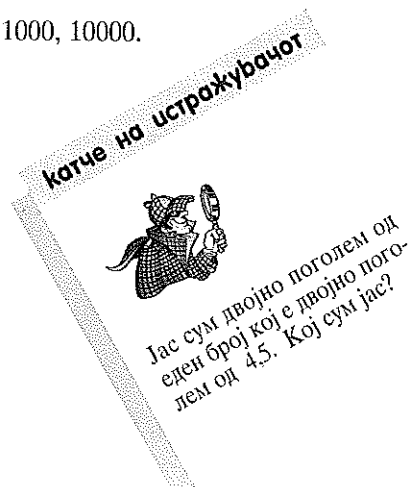 1000, 10000.
катче на истражувачот
Јас сум двојно поголем од
еден број кој е двојно пого-
лем од 4,5. Кој сум јас?